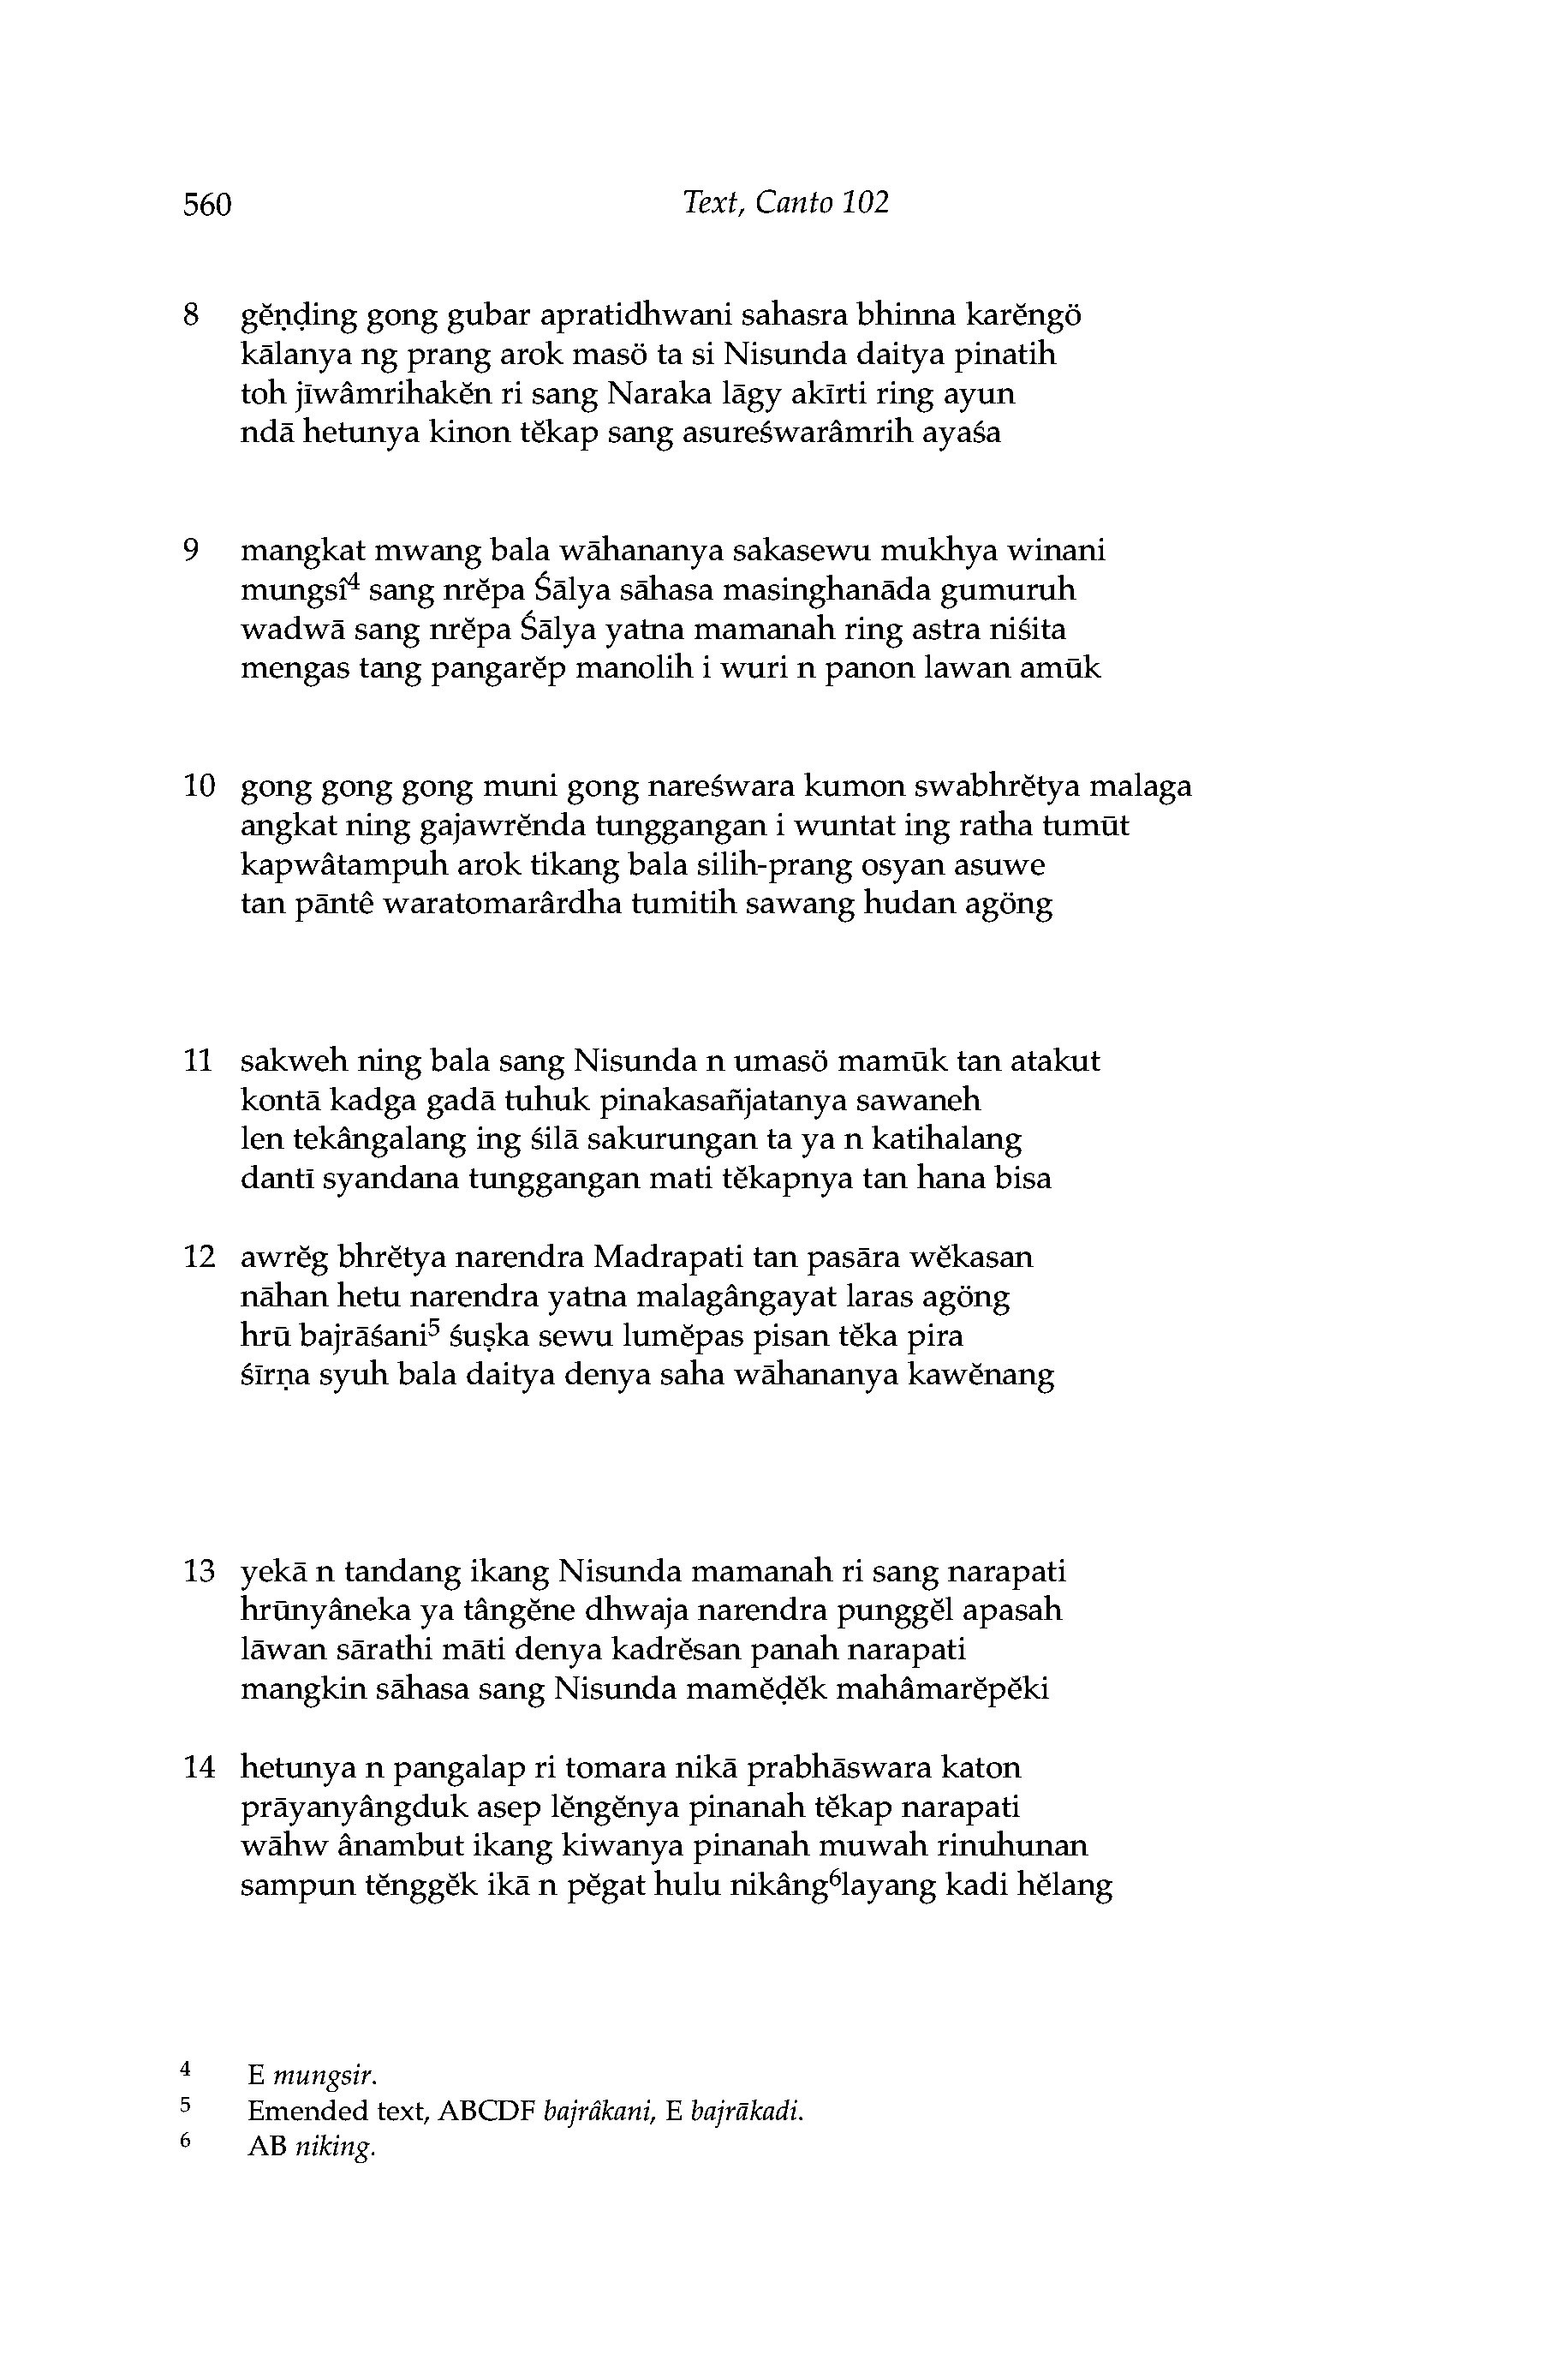 560
Text, Canto 102
8 gĕṇḍing gong gubar apratidhwani sahasra bhinna karĕngö
kālanya ng prang arok masö ta si Nisunda daitya pinatih
toh jīwâmrihakĕn ri sang Naraka lāgy akīrti ring ayun
ndā hetunya kinon tĕkap sang asureśwarâmrih ayaśa
9 mangkat mwang bala wāhananya sakasewu mukhya winani
mungsî⁴ sang nrĕpa Śālya sāhasa masinghanāda gumuruh
wadwā sang nrĕpa Śālya yatna mamanah ring astra niśita
mengas tang pangarĕp manolih i wuri n panon lawan amūk
10 gong gong gong muni gong nareśwara kumon swabhrĕtya malaga
angkat ning gajawrĕnda tunggangan i wuntat ing ratha tumūt
kapwâtampuh arok tikang bala silih-prang osyan asuwe
tan pāntê waratomarârdha tumitih sawang hudan agöng
11 sakweh ning bala sang Nisunda n umasö mamūk tan atakut
kontā kadga gadā tuhuk pinakasañjatanya sawaneh
len tekângalang ing śilā sakurungan ta ya n katihalang
dantī syandana tunggangan mati tĕkapnya tan hana bisa
12 awrĕg bhrĕtya narendra Madrapati tan pasāra wĕkasan
nāhan hetu narendra yatna malagângayat laras agöng
hrū bajrāśani⁵ śuṣka sewu lumĕpas pisan tĕka pira
śīrṇa syuh bala daitya denya saha wāhananya kawĕnang
13 yekā n tandang ikang Nisunda mamanah ri sang narapati
hrūnyâneka ya tângĕne dhwaja narendra punggĕl apasah
lāwan sārathi māti denya kadrĕsan panah narapati
mangkin sāhasa sang Nisunda mamĕḍĕk mahâmarĕpĕki
14 hetunya n pangalap ri tomara nikā prabhāswara katon
prāyanyângduk asep lĕngĕnya pinanah tĕkap narapati
wāhw ânambut ikang kiwanya pinanah muwah rinuhunan
sampun tĕnggĕk ikā n pĕgat hulu nikâng⁶layang kadi hĕlang
4 E mungsir.
5 Emended text, ABCDF bajrâkani, E bajrākadi.
6 AB niking.